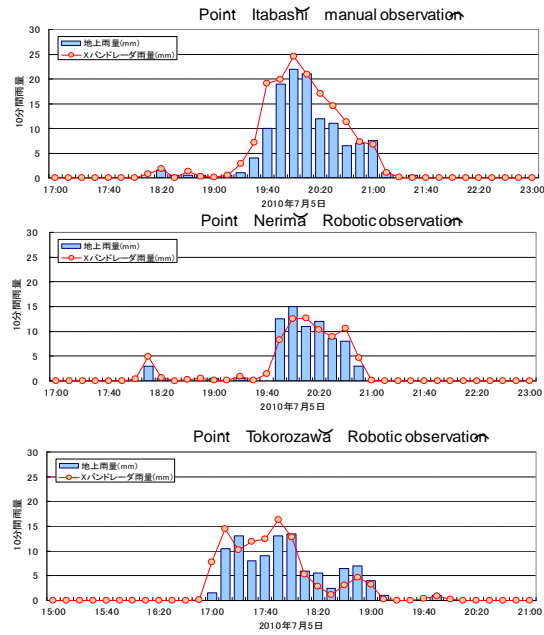 Point Itabashi manual observation
10分間雨量
30
25
20
15
10
5
0
地上雨量(mm)
Xバンドレーダ雨量(mm)
17:00 17:40 18:20 19:00 19:40 20:20 21:00 21:40 22:20 23:00
2010年7月5日
Point Nerima Robotic observation
10分間雨量
30
25
20
15
10
5
0
地上雨量(mm)
Xバンドレーダ雨量(mm)
17:00 17:40 18:20 19:00 19:40 20:20 21:00 21:40 22:20 23:00
2010年7月5日
Point Tokorozawa Robotic observation
10分間雨量
30
25
20
15
10
5
0
地上雨量(mm)
Xバンドレーダ雨量(mm)
15:00 15:40 16:20 17:00 17:40 18:20 19:00 19:40 20:20 21:00
2010年7月5日